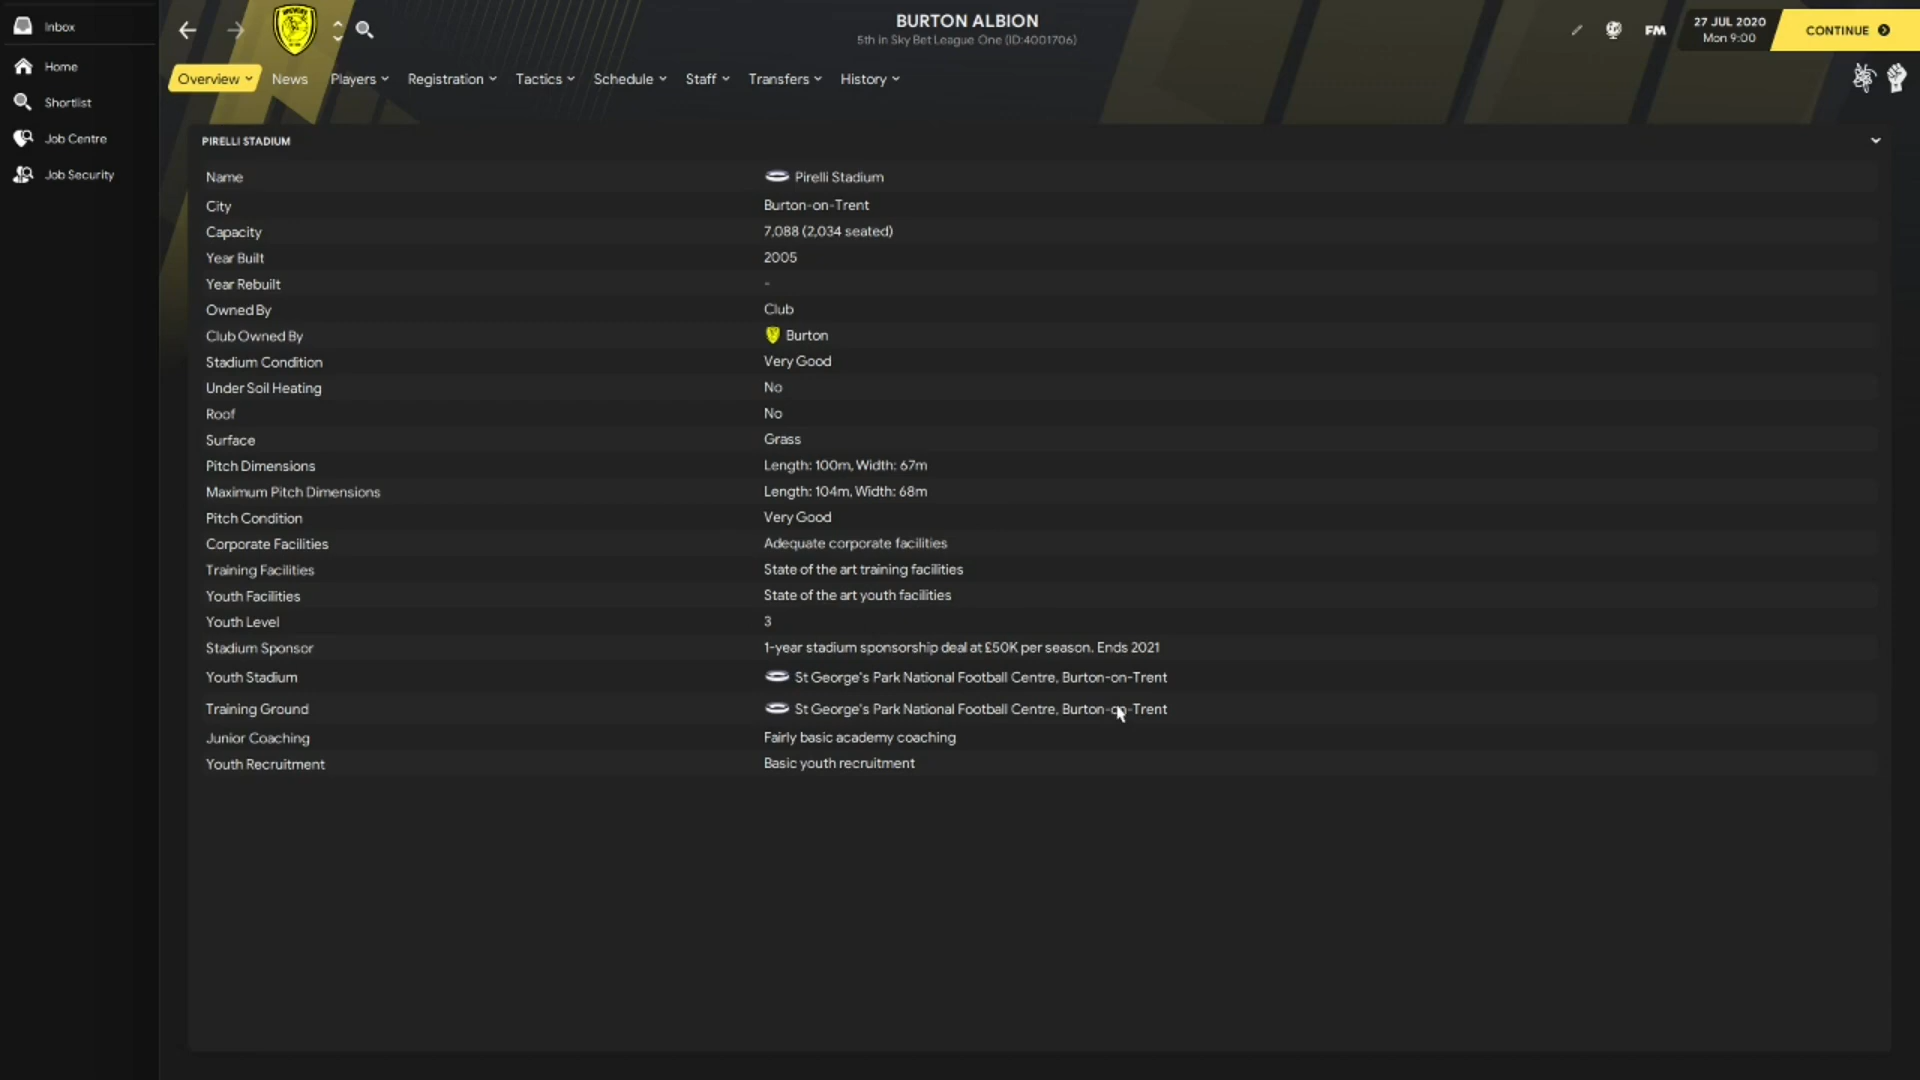 Inbox
Home
Shortlist
Job Centre
Job Security
BURTON ALBION
5th in Sky Bet League One (ID:4001706)
FM
27 JUL 2020
Mon 9:00
CONTINUE
Overview
News
Players
Registration
Tactics
Schedule
Staff
Transfers
History
PIRELLI STADIUM
Name Pirelli Stadium
City Burton-on-Trent
Capacity 7,088 (2,034 seated)
Year Built 2005
Year Rebuilt -
Owned By Club
Club Owned By Burton
Stadium Condition Very Good
Under Soil Heating No
Roof No
Surface Grass
Pitch Dimensions Length: 100m, Width: 67m
Maximum Pitch Dimensions Length: 104m, Width: 68m
Pitch Condition Very Good
Corporate Facilities Adequate corporate facilities
Training Facilities State of the art training facilities
Youth Facilities State of the art youth facilities
Youth Level 3
Stadium Sponsor 1-year stadium sponsorship deal at £50K per season. Ends 2021
Youth Stadium St George's Park National Football Centre, Burton-on-Trent
Training Ground St George's Park National Football Centre, Burton-on-Trent
Junior Coaching Fairly basic academy coaching
Youth Recruitment Basic youth recruitment